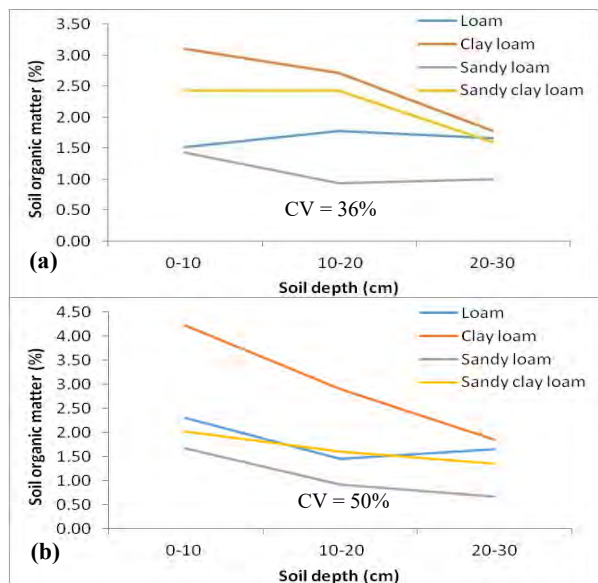 3.50
3.00
2.50
2.00
1.50
1.00
0.50
0.00
Soil organic matter (%)
Loam
Clay loam
Sandy loam
Sandy clay loam
CV = 36%
(a)
0-10 10-20 20-30
Soil depth (cm)
4.50
4.00
3.50
3.00
2.50
2.00
1.50
1.00
0.50
0.00
Soil organic matter (%)
Loam
Clay loam
Sandy loam
Sandy clay loam
CV = 50%
(b)
0-10 10-20 20-30
Soil depth (cm)